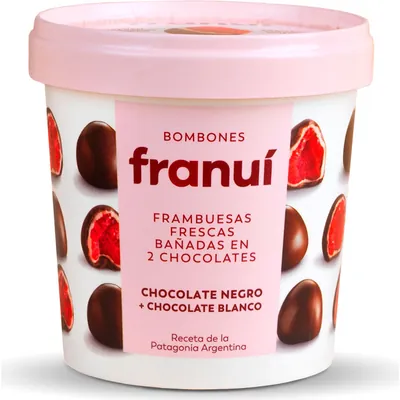 BOMBONES
franuí
FRAMBUESAS
FRESCAS
BAÑADAS EN
2 CHOCOLATES
CHOCOLATE NEGRO
+ CHOCOLATE BLANCO
Receta de la
Patagonia Argentina